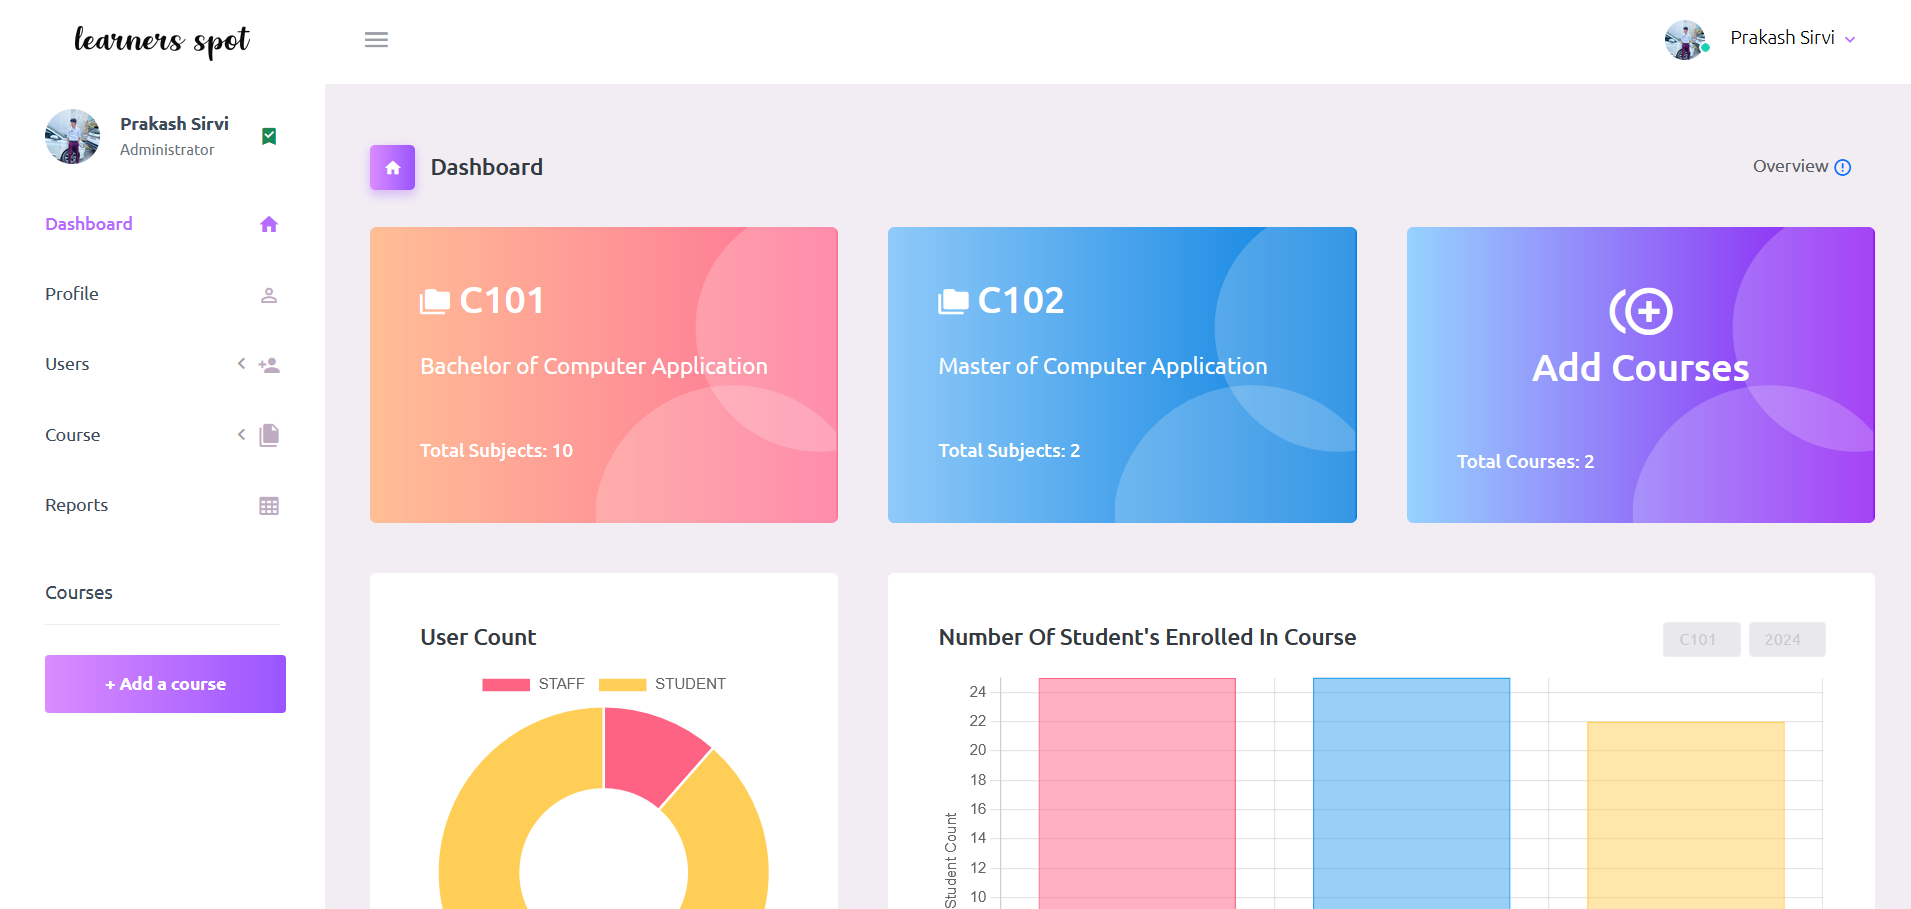 learners spot
Prakash Sirvi
Prakash Sirvi
Administrator
Dashboard
Profile
Users
Course
Reports
Courses
+ Add a course
Dashboard
Overview
C101
Bachelor of Computer Application
Total Subjects: 10
C102
Master of Computer Application
Total Subjects: 2
Add Courses
Total Courses: 2
User Count
STAFF STUDENT
Number Of Student's Enrolled In Course
C101 2024
24
22
20
18
16
14
12
10
Student Count